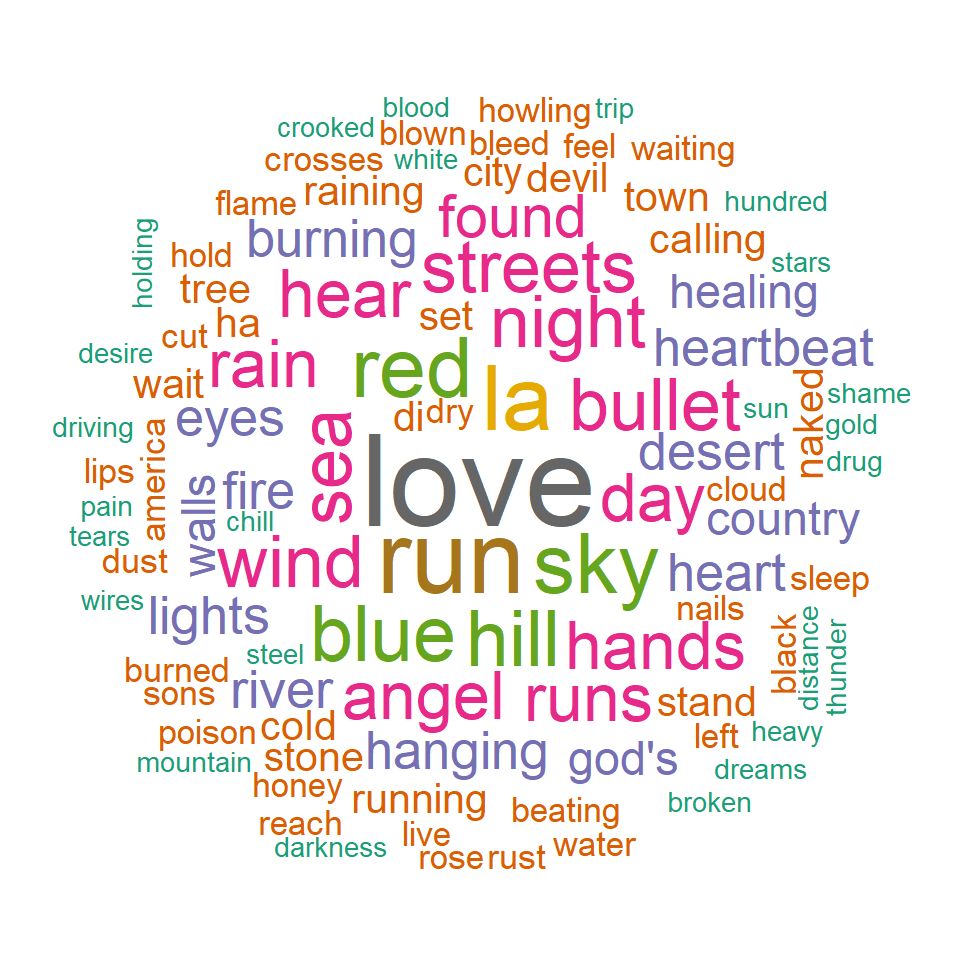 blood
howling
trip
crooked
blown
bleed
feel
waiting
crosses
white
city
devil
flame
raining
found
town
hundred
holding
hold
burning
streets
calling
stars
tree
hear
set
night
healing
cut
ha
rain
red
la
bullet
heartbeat
desire
wait
eyes
di
dry
sun
naked
shame
gold
driving
america
sea
love
desert
drug
lips
walls
fire
day
cloud
pain
chill
country
tears
dust
wind
run
sky
heart
sleep
wires
lights
blue
hill
hands
nails
black
distance
thunder
steel
burned
sons
river
angel
runs
stand
poison
cold
left
heavy
mountain
stone
hanging
god's
dreams
honey
running
beating
broken
reach
live
water
darkness
rose
rust